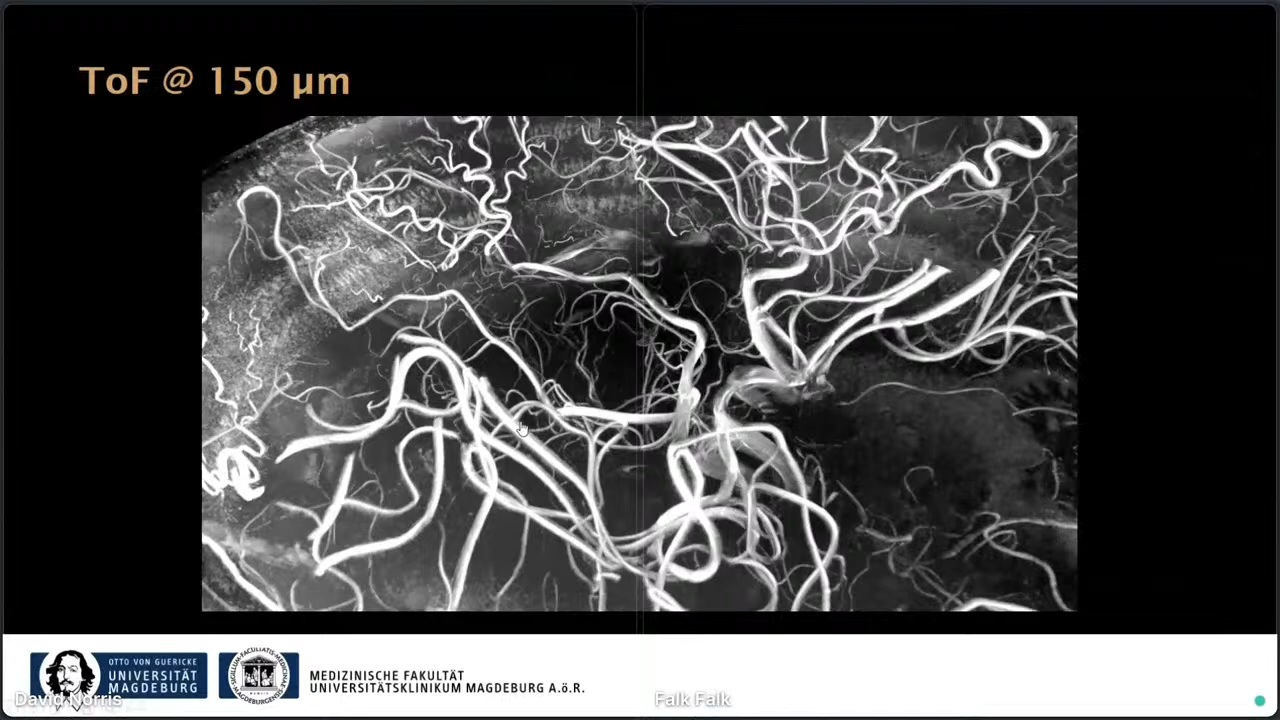 ToF @ 150 µm
OTTO VON GUERICKE
UNIVERSITÄT
MAGDEBURG
MEDIZINISCHE FAKULTÄT
UNIVERSITÄTSKLINIKUM MAGDEBURG A.ö.R.
David Norris
Falk Falk